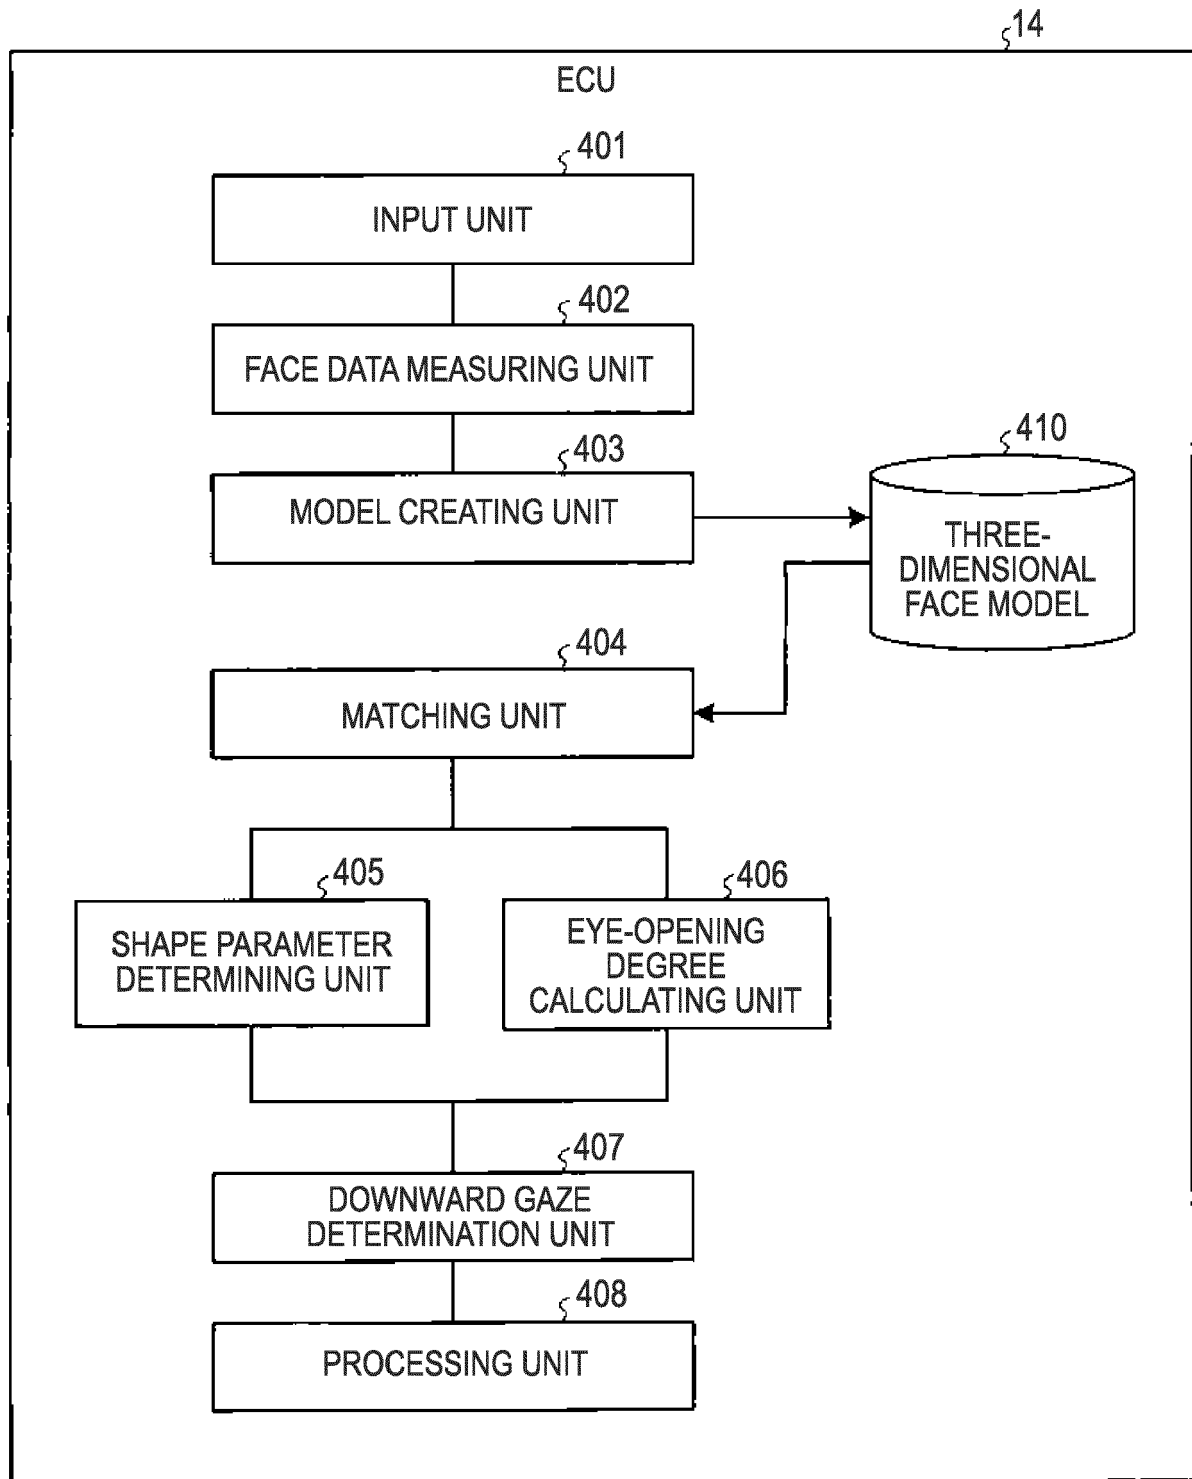 14
ECU
401
INPUT UNIT
402
FACE DATA MEASURING UNIT
403
MODEL CREATING UNIT
410
THREE-
DIMENSIONAL
FACE MODEL
404
MATCHING UNIT
405
SHAPE PARAMETER
DETERMINING UNIT
406
EYE-OPENING
DEGREE
CALCULATING UNIT
407
DOWNWARD GAZE
DETERMINATION UNIT
408
PROCESSING UNIT